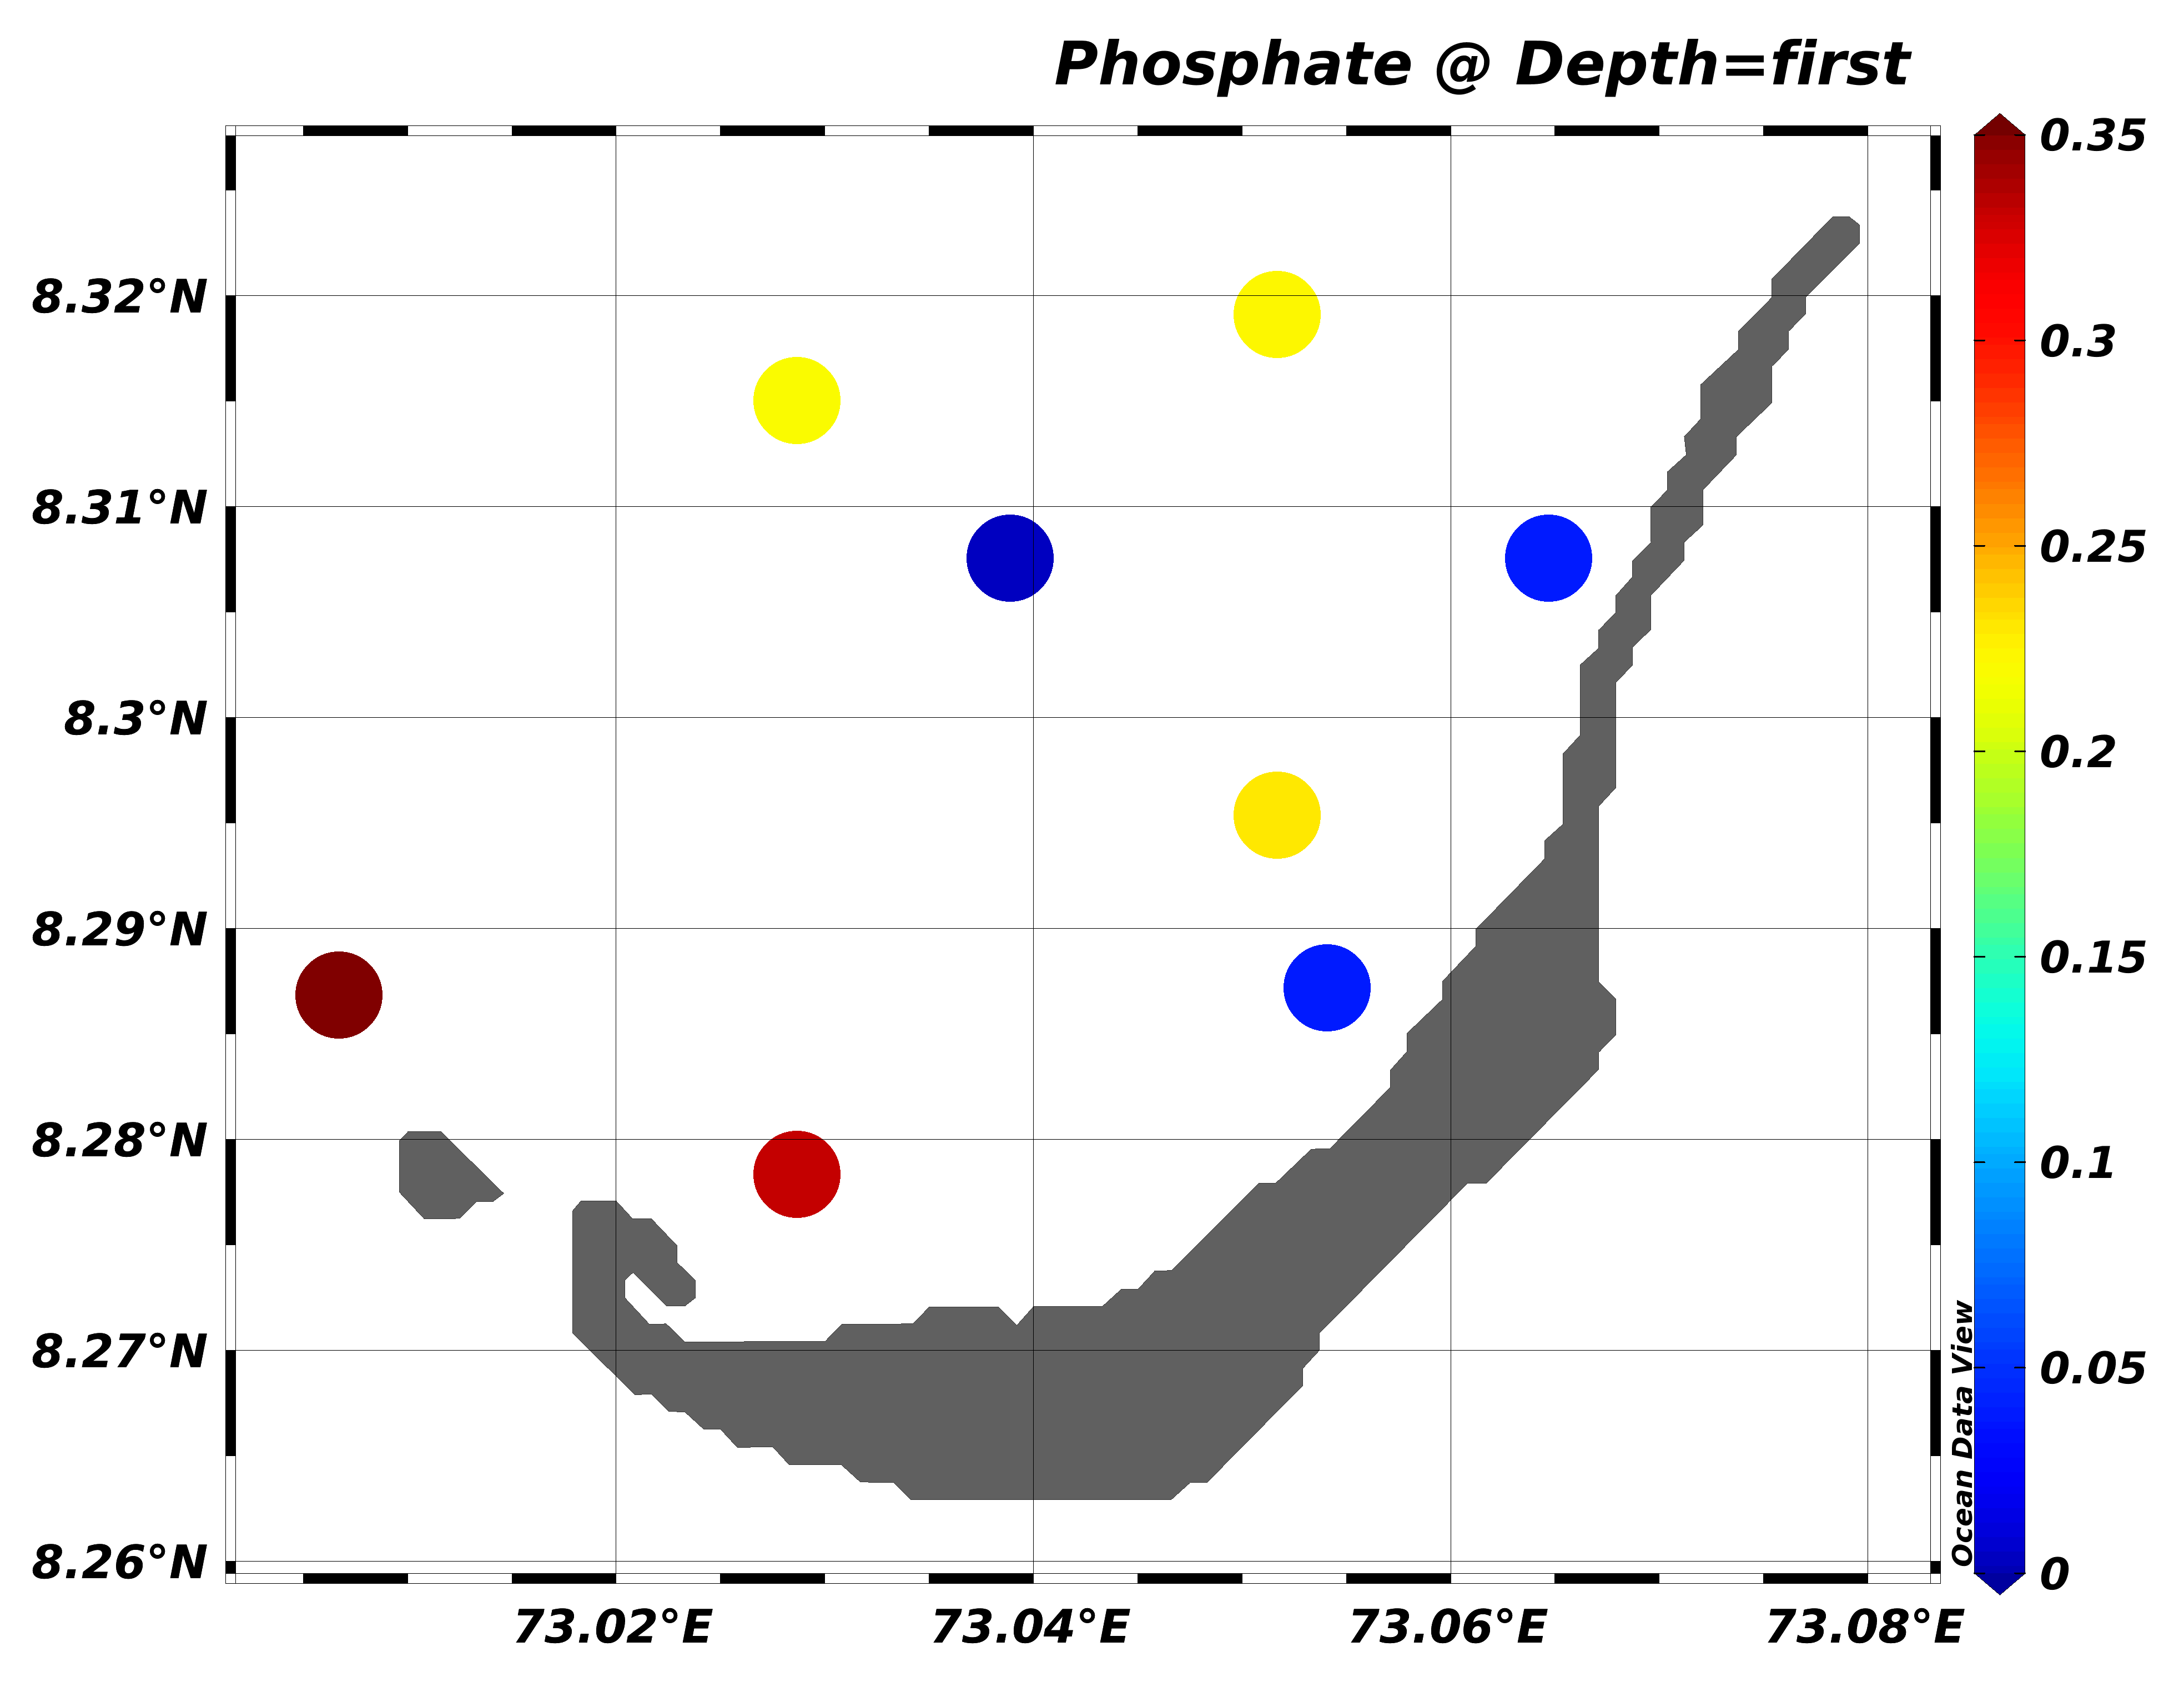 Phosphate @ Depth=first
8.32°N
8.31°N
8.3°N
8.29°N
8.28°N
8.27°N
8.26°N
73.02°E
73.04°E
73.06°E
73.08°E
0.35
0.3
0.25
0.2
0.15
0.1
0.05
0
Ocean Data View